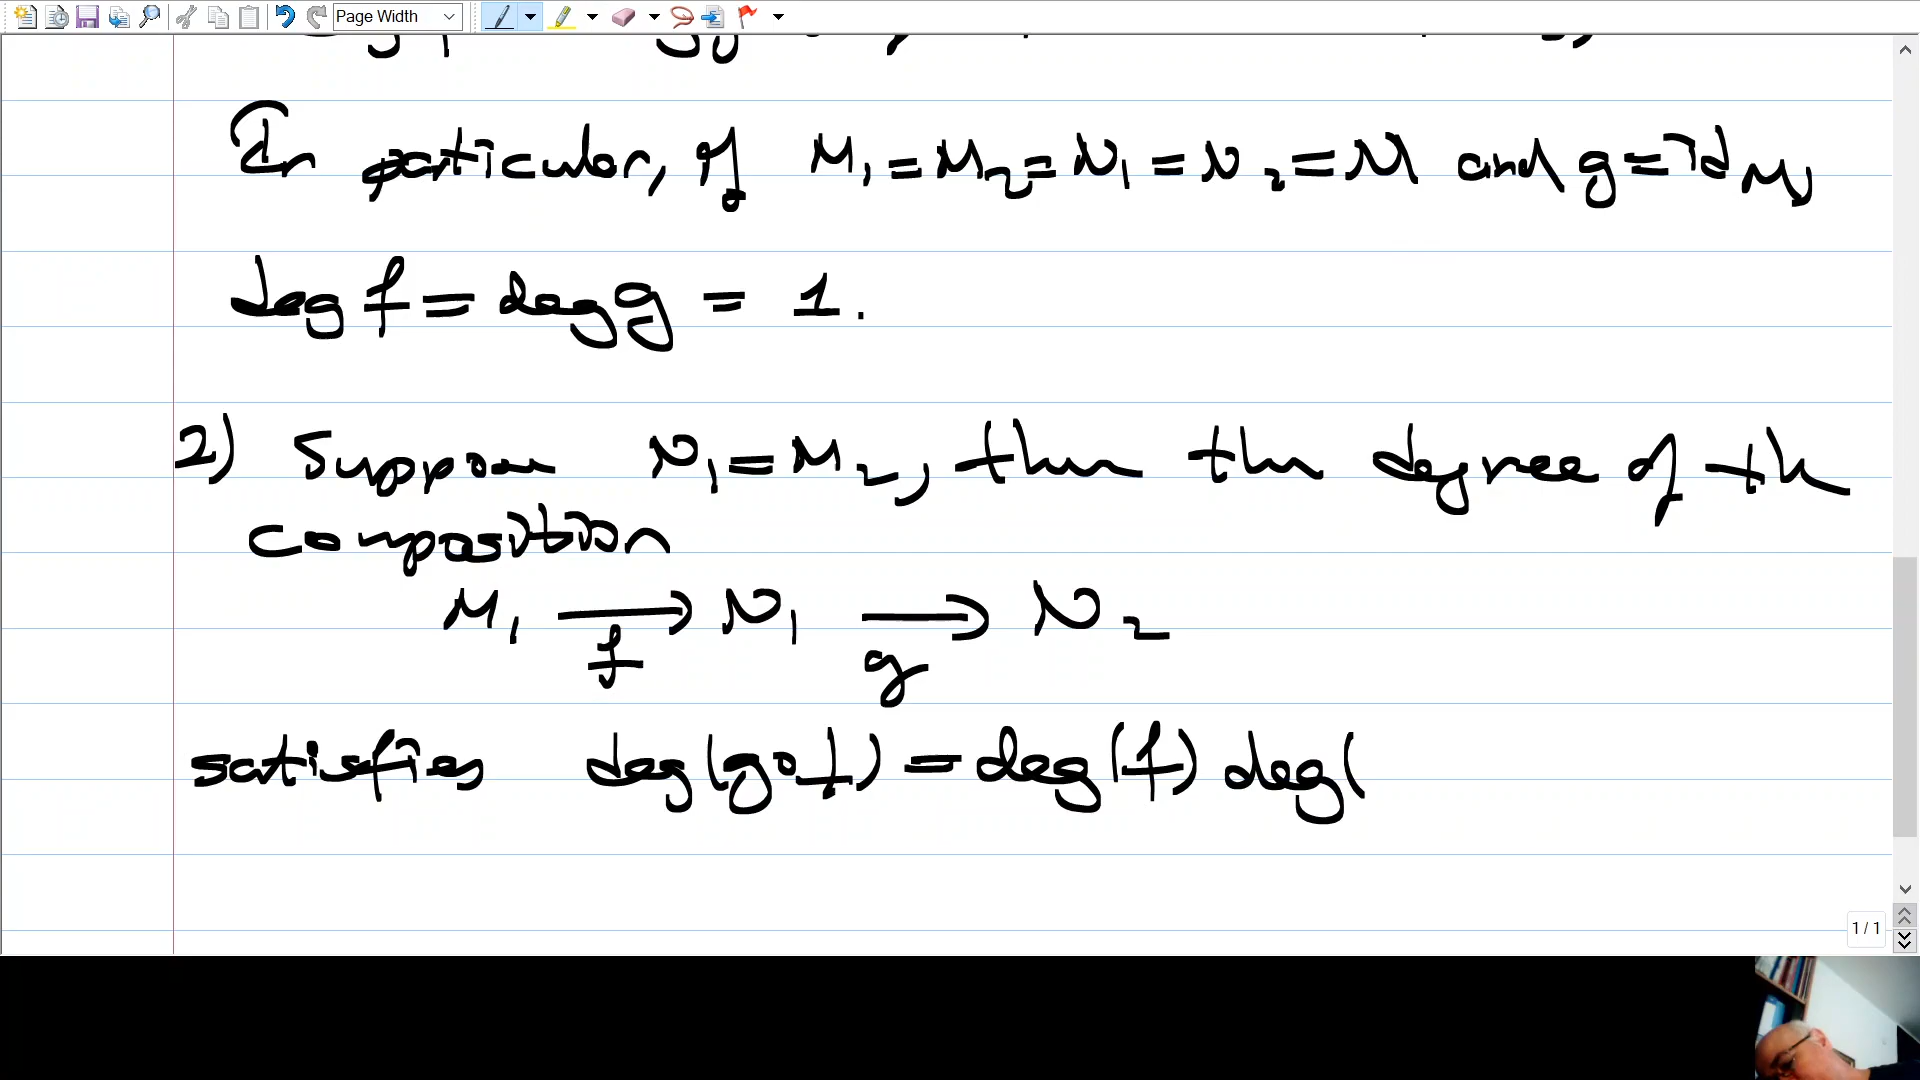 Page Width
In particular, if M₁=M₂=N₁=N₂=M and g=id_M,
deg f = deg g = 1.
2) Suppose N₁=M₂, then the degree of the
composition
M₁ ⟶ N₁ ⟶ N₂
f g
satisfies deg(g∘f) = deg(f) deg(
1 / 1